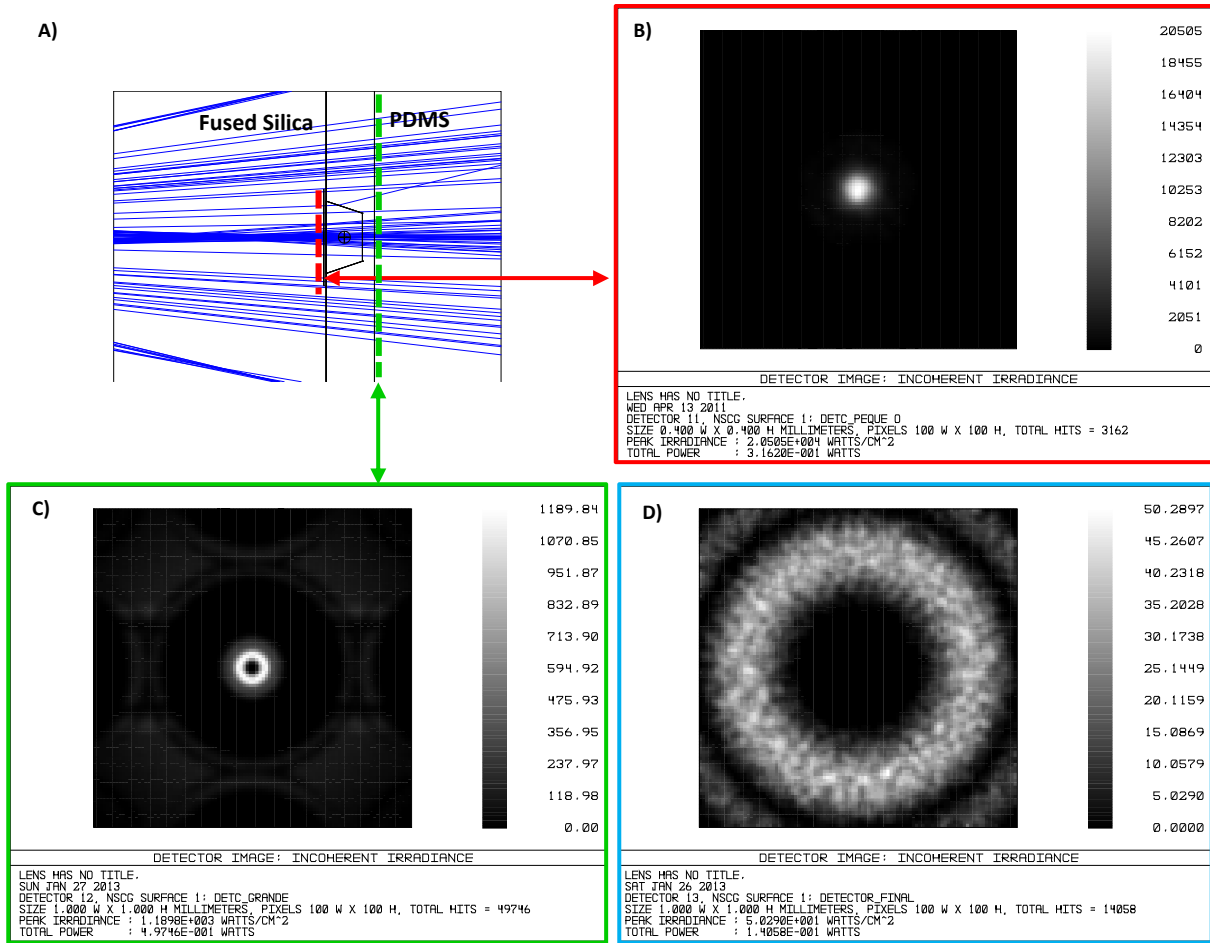 A)
Fused Silica
PDMS
B)
20505
18455
16404
14354
12303
10253
8202
6152
4101
2051
0
DETECTOR IMAGE: INCOHERENT IRRADIANCE
LENS HAS NO TITLE.
WED APR 13 2011
DETECTOR 11, NSCG SURFACE 1: DETC_PEQUE O
SIZE 0.400 W X 0.400 H MILLIMETERS, PIXELS 100 W X 100 H, TOTAL HITS = 3162
PEAK IRRADIANCE : 2.0505E+004 WATTS/CM^2
TOTAL POWER : 3.1620E-001 WATTS
C)
1189.84
1070.85
951.87
832.89
713.90
594.92
475.93
356.95
237.97
118.98
0.00
DETECTOR IMAGE: INCOHERENT IRRADIANCE
LENS HAS NO TITLE.
SUN JAN 27 2013
DETECTOR 12, NSCG SURFACE 1: DETC_GRANDE
SIZE 1.000 W X 1.000 H MILLIMETERS, PIXELS 100 W X 100 H, TOTAL HITS = 49746
PEAK IRRADIANCE : 1.1898E+003 WATTS/CM^2
TOTAL POWER : 4.9746E-001 WATTS
D)
50.2897
45.2607
40.2318
35.2028
30.1738
25.1449
20.1159
15.0869
10.0579
5.0290
0.0000
DETECTOR IMAGE: INCOHERENT IRRADIANCE
LENS HAS NO TITLE.
SAT JAN 26 2013
DETECTOR 13, NSCG SURFACE 1: DETECTOR_FINAL
SIZE 1.000 W X 1.000 H MILLIMETERS, PIXELS 100 W X 100 H, TOTAL HITS = 14058
PEAK IRRADIANCE : 5.0290E+001 WATTS/CM^2
TOTAL POWER : 1.4058E-001 WATTS